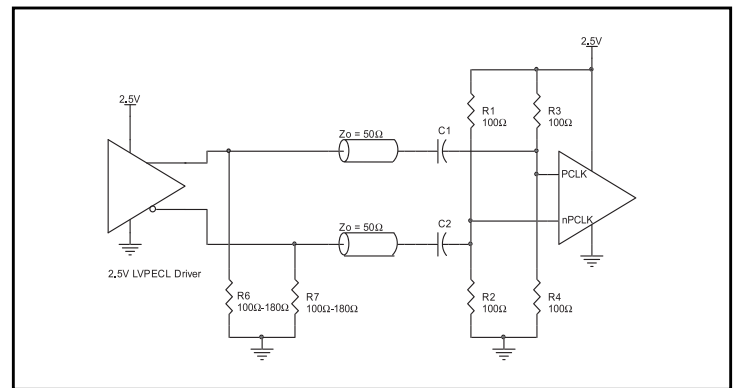 2.5V
2.5V
R1
100Ω
R3
100Ω
Zo = 50Ω
C1
PCLK
nPCLK
Zo = 50Ω
C2
2.5V LVPECL Driver
R6
100Ω-180Ω
R7
100Ω-180Ω
R2
100Ω
R4
100Ω